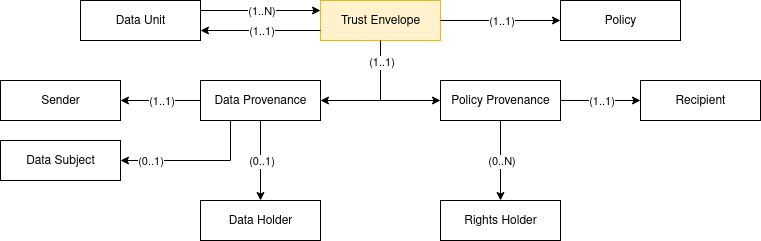 Data Unit
(1..N)
(1..1)
Trust Envelope
(1..1)
Policy
(1..1)
Sender
(1..1)
Data Provenance
Policy Provenance
(1..1)
Recipient
Data Subject
(0..1)
(0..1)
(0..N)
Data Holder
Rights Holder